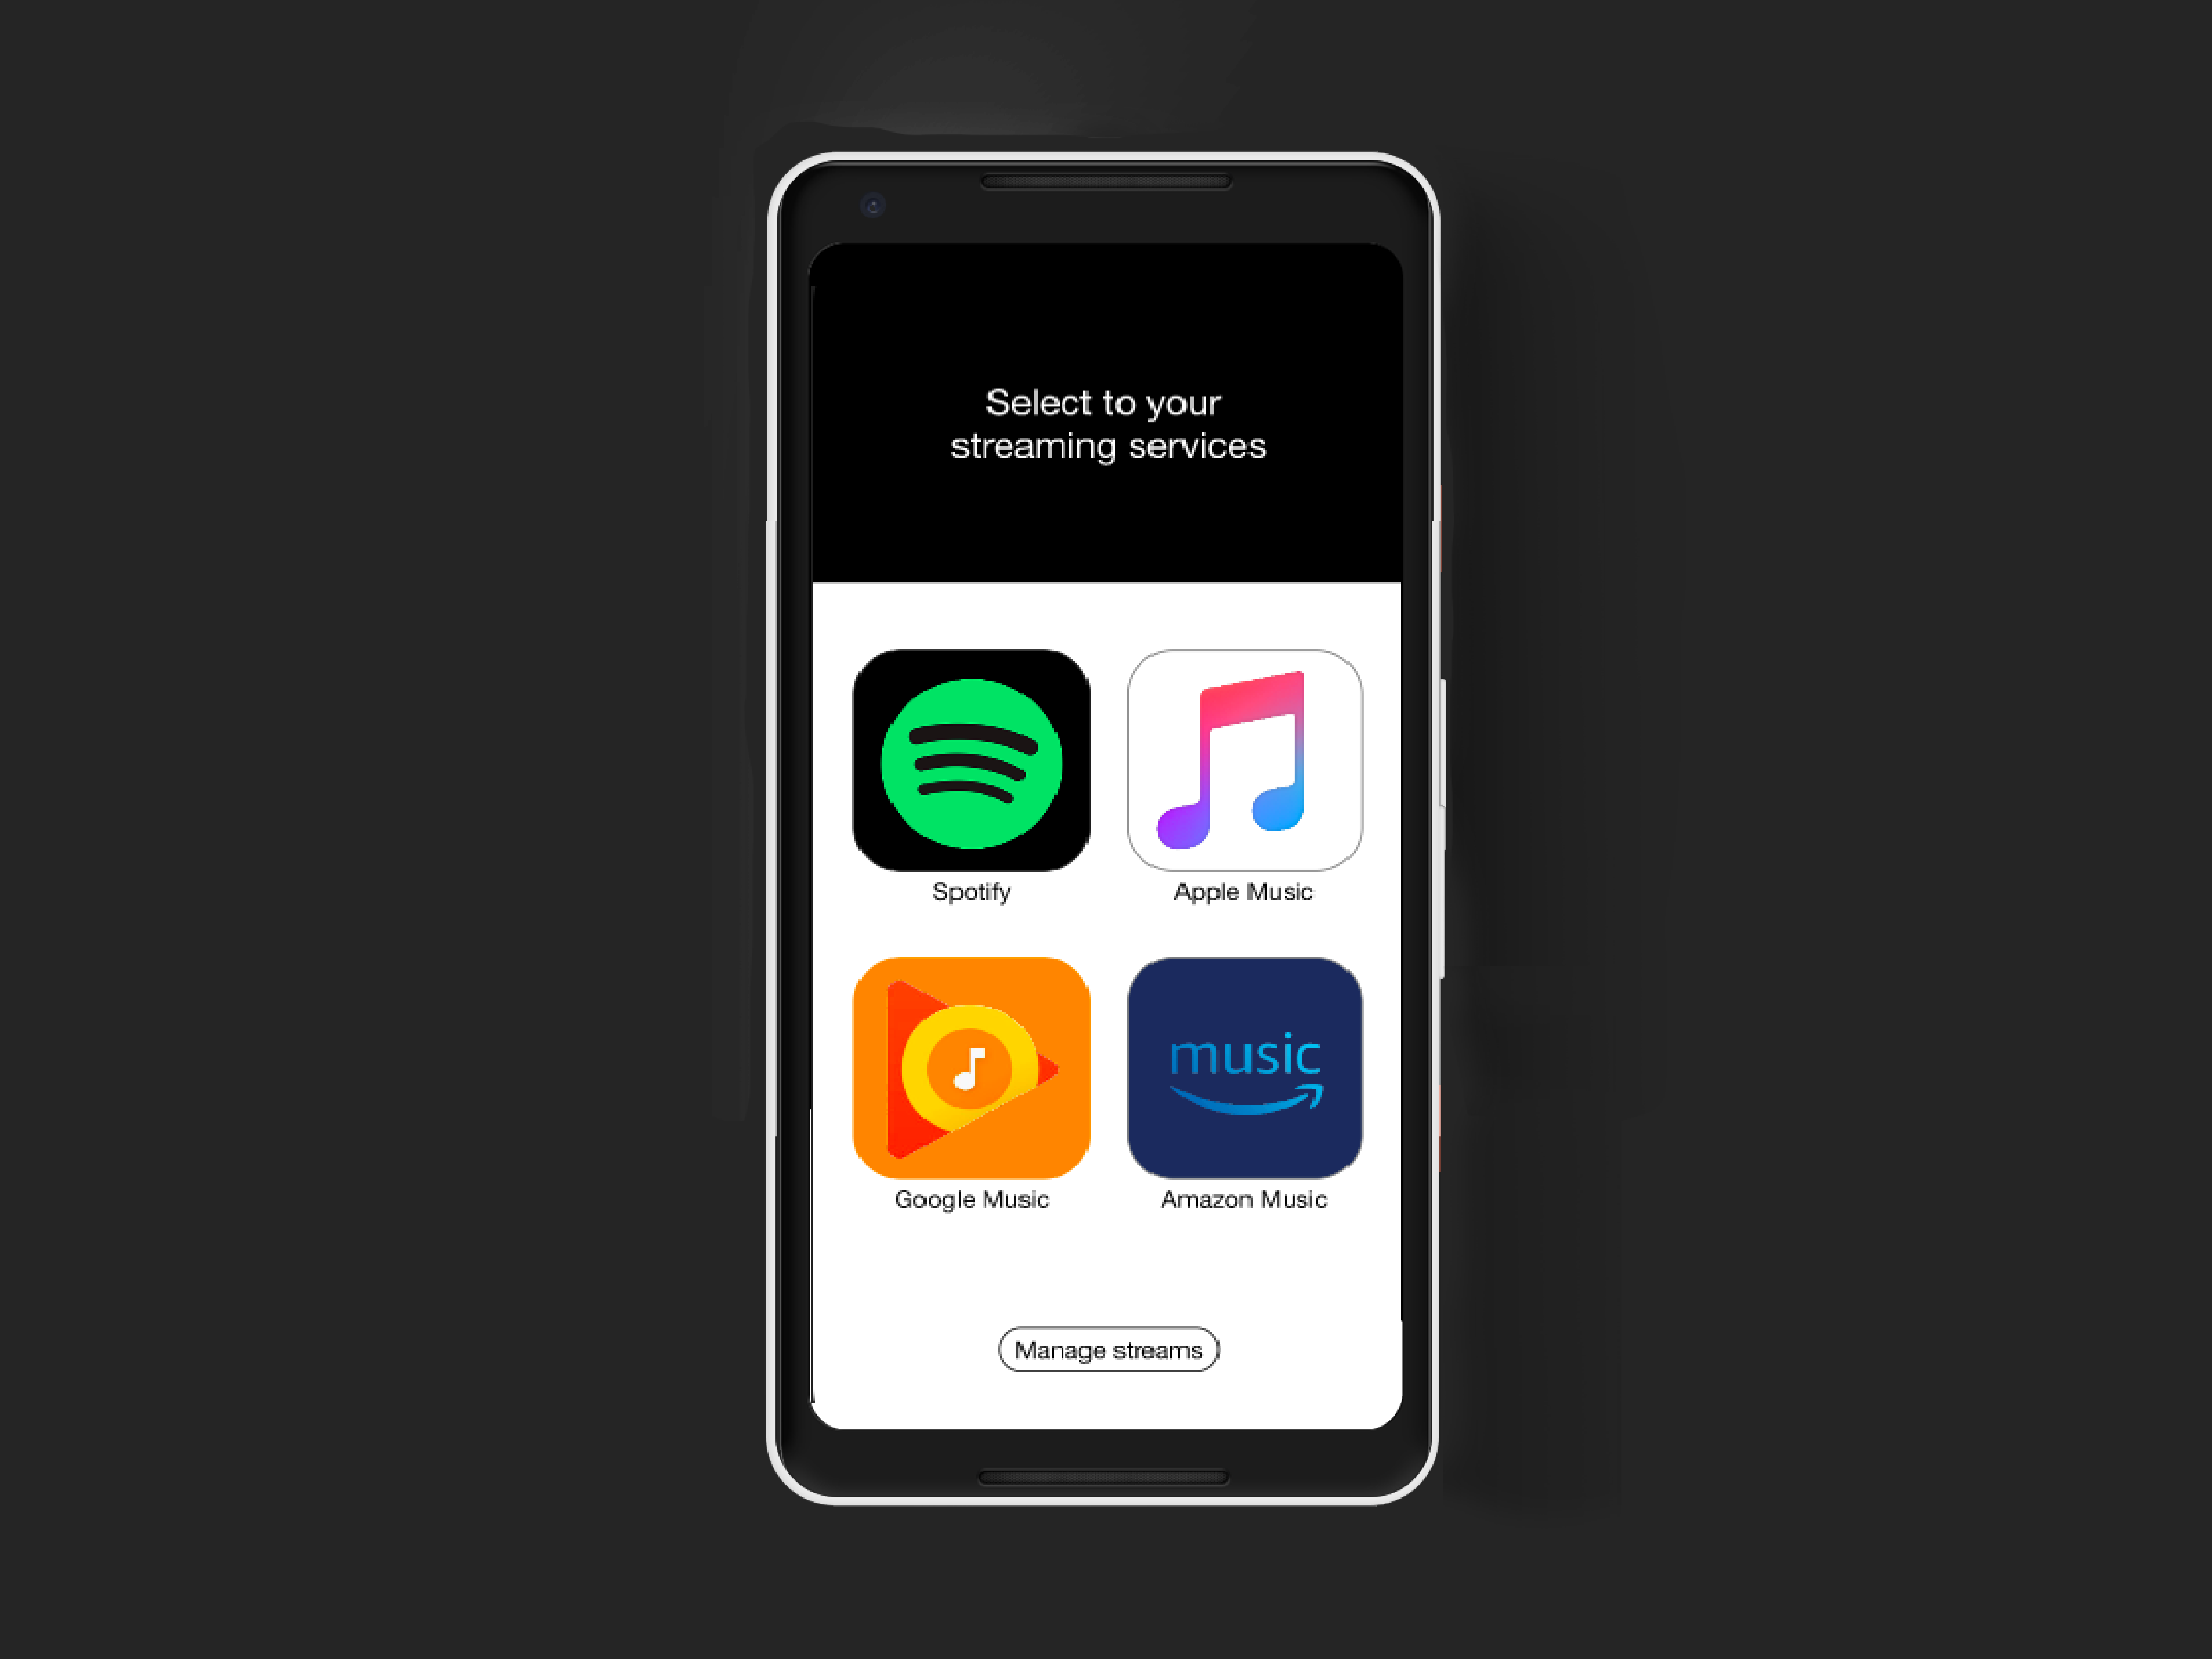 Select to your
streaming services
Spotify
Apple Music
music
Google Music
Amazon Music
Manage streams